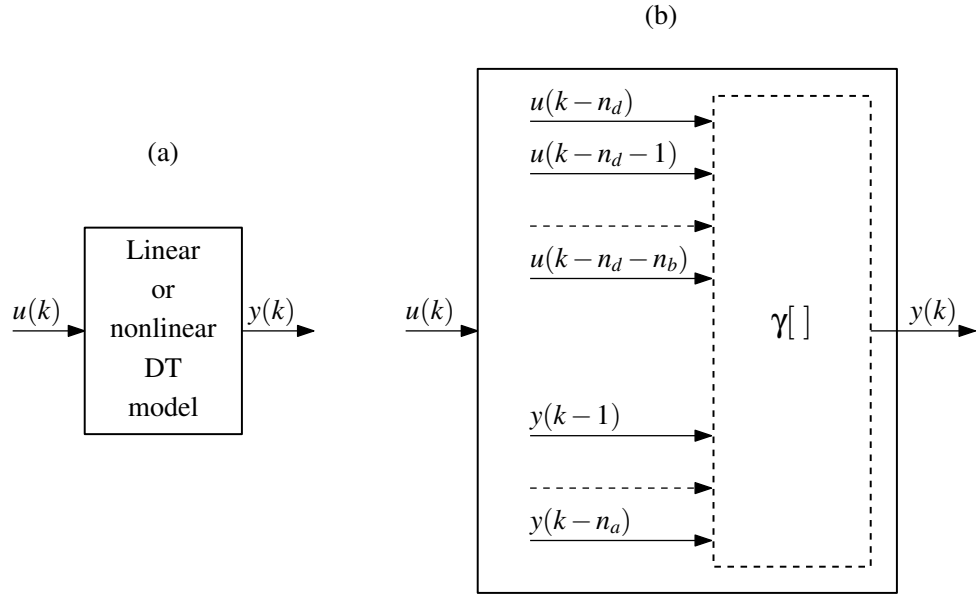 (a)
u(k)
Linear
or
nonlinear
DT
model
y(k)
(b)
u(k)
u(k − n_d)
u(k − n_d − 1)
u(k − n_d − n_b)
y(k − 1)
y(k − n_a)
γ[ ]
y(k)